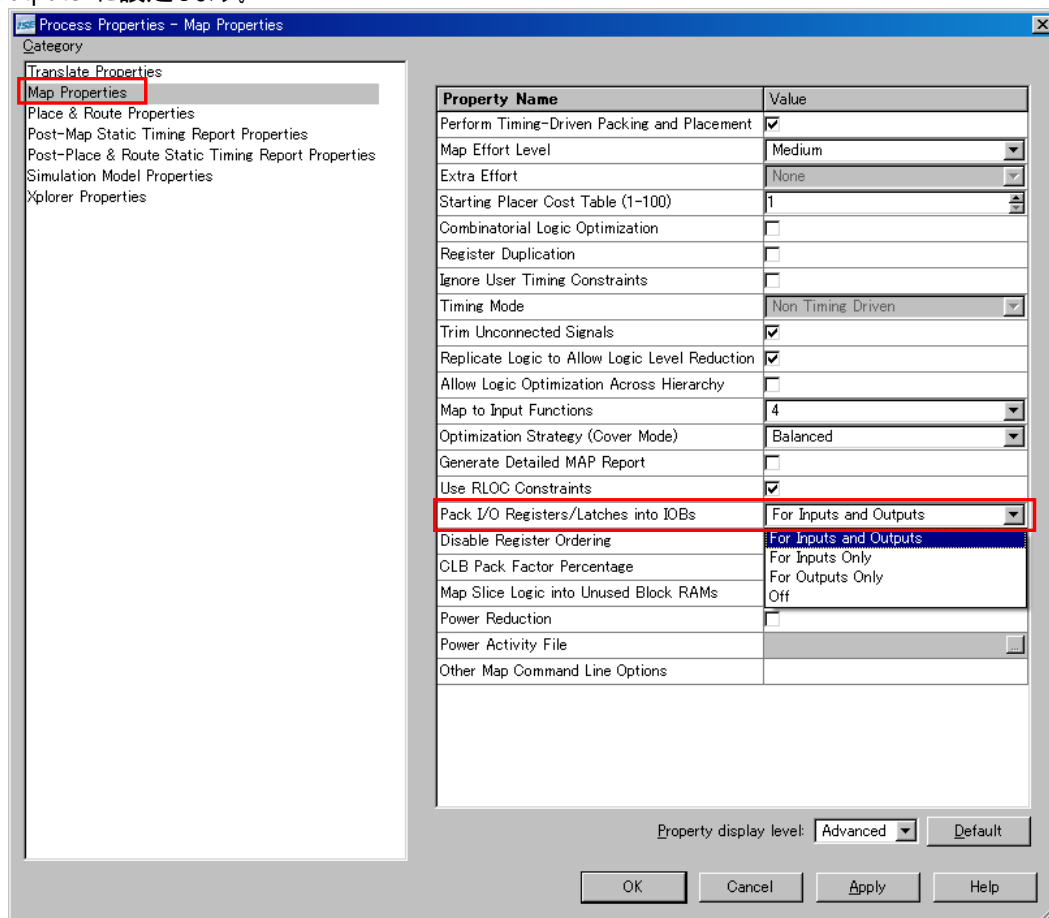 に設定します。
ISE Process Properties - Map Properties
Category
Translate Properties
Map Properties
Place & Route Properties
Post-Map Static Timing Report Properties
Post-Place & Route Static Timing Report Properties
Simulation Model Properties
Xplorer Properties
Property Name Value
Perform Timing-Driven Packing and Placement
Map Effort Level Medium
Extra Effort None
Starting Placer Cost Table (1-100) 1
Combinatorial Logic Optimization
Register Duplication
Ignore User Timing Constraints
Timing Mode Non Timing Driven
Trim Unconnected Signals
Replicate Logic to Allow Logic Level Reduction
Allow Logic Optimization Across Hierarchy
Map to Input Functions 4
Optimization Strategy (Cover Mode) Balanced
Generate Detailed MAP Report
Use RLOC Constraints
Pack I/O Registers/Latches into IOBs For Inputs and Outputs
Disable Register Ordering For Inputs and Outputs
For Inputs Only
CLB Pack Factor Percentage
For Outputs Only
Map Slice Logic into Unused Block RAMs Off
Power Reduction
Power Activity File ...
Other Map Command Line Options
Property display level: Advanced Default
OK Cancel Apply Help